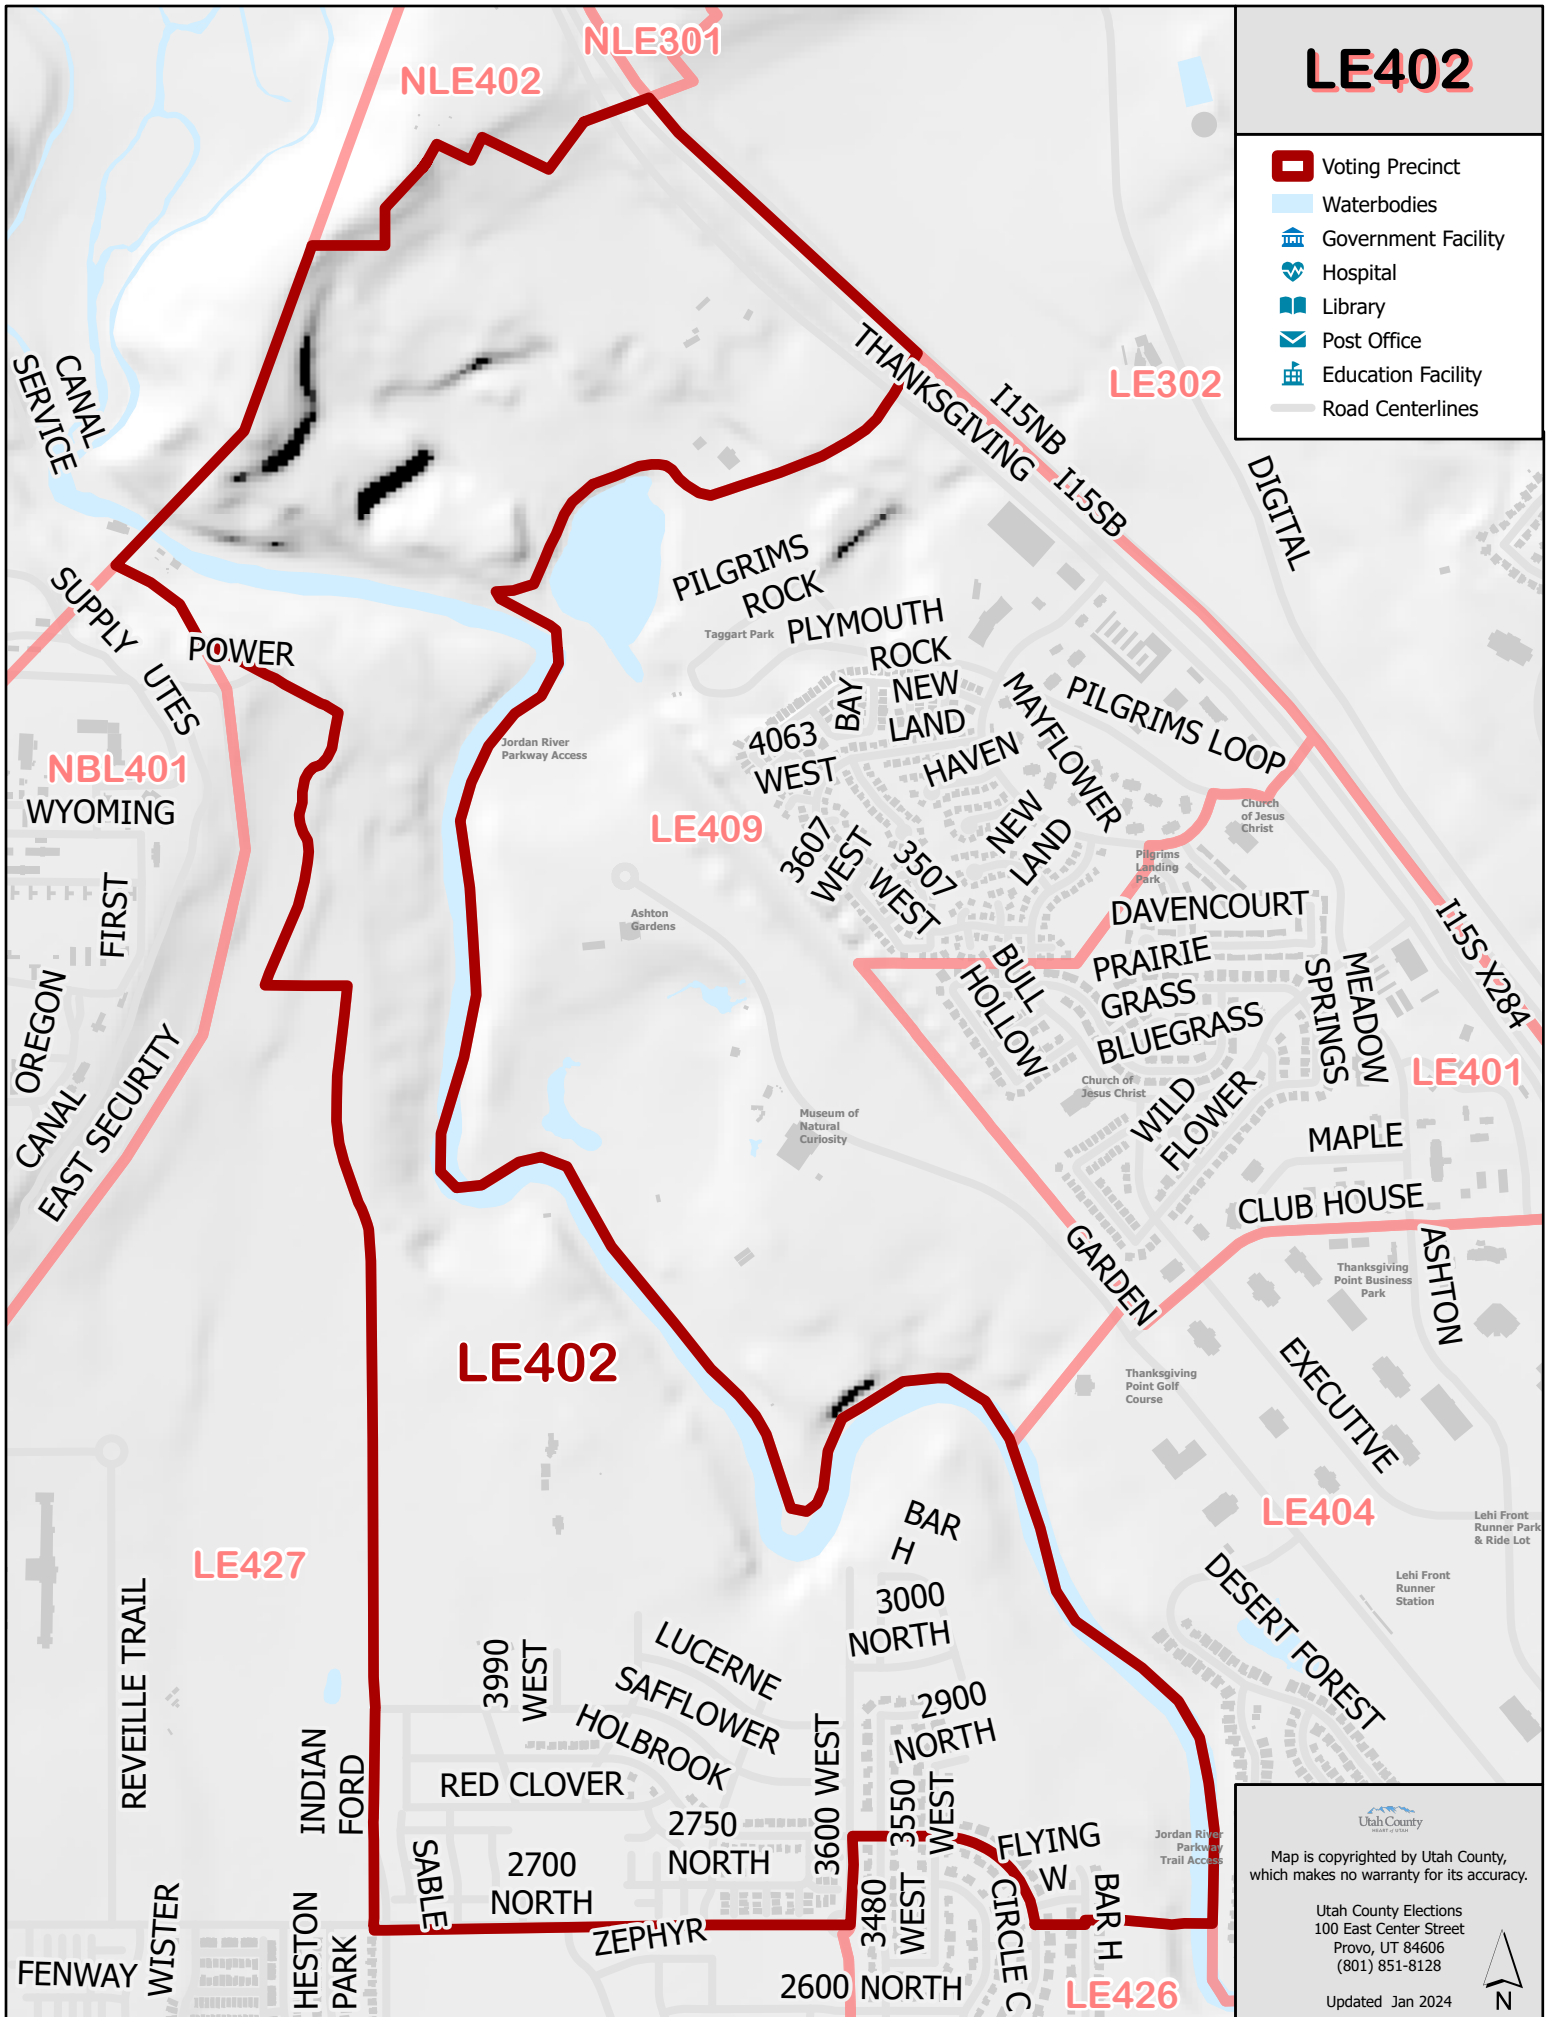 LE402
Voting Precinct
Waterbodies
Government Facility
Hospital
Library
Post Office
Education Facility
Road Centerlines
NLE301
NLE402
LE302
CANAL
SERVICE
THANKSGIVING
I15NB
I15SB
DIGITAL
SUPPLY
UTES
POWER
PILGRIMS
ROCK
Taggart Park
PLYMOUTH
ROCK
NEW
LAND
BAY
4063
WEST
HAVEN
MAYFLOWER
PILGRIMS LOOP
Jordan River
Parkway Access
NBL401
WYOMING
LE409
3607
WEST
3507
WEST
NEW
LAND
Church
of Jesus
Christ
Pilgrims
Landing
Park
FIRST
Ashton
Gardens
DAVENCOURT
I15S X284
OREGON
BULL
HOLLOW
PRAIRIE
GRASS
BLUEGRASS
MEADOW
SPRINGS
CANAL
EAST SECURITY
Church of
Jesus Christ
LE401
WILD
FLOWER
Museum of
Natural
Curiosity
MAPLE
CLUB HOUSE
GARDEN
ASHTON
Thanksgiving
Point Business
Park
LE402
Thanksgiving
Point Golf
Course
EXECUTIVE
LE404
Lehi Front
Runner Park
& Ride Lot
BAR
H
LE427
Lehi Front
Runner
Station
DESERT FOREST
3000
NORTH
REVEILLE TRAIL
3990
WEST
LUCERNE
SAFFLOWER
HOLBROOK
2900
NORTH
INDIAN
FORD
RED CLOVER
3600 WEST
3550
WEST
2750
NORTH
SABLE
2700
NORTH
FLYING
W
Jordan River
Parkway
Trail Access
3480
WEST
CIRCLE C
BAR H
WISTER
HESTON
PARK
ZEPHYR
FENWAY
2600 NORTH
LE426
Utah County
HEART of UTAH
Map is copyrighted by Utah County,
which makes no warranty for its accuracy.
Utah County Elections
100 East Center Street
Provo, UT 84606
(801) 851-8128
Updated Jan 2024
N